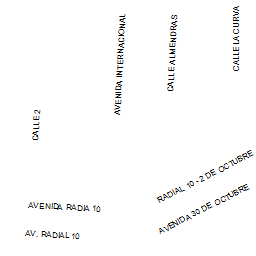 CALLE 2
AVENIDA INTERNACIONAL
CALLE ALMENDRAS
CALLE LA CURVA
RADIAL 10 - 2 DE OCTUBRE
AVENIDA 30 DE OCTUBRE
AVENIDA RADIA 10
AV. RADIAL 10